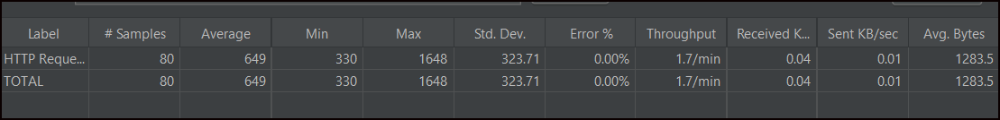 Label # Samples Average Min Max Std. Dev. Error % Throughput Received K... Sent KB/sec Avg. Bytes
HTTP Reque... 80 649 330 1648 323.71 0.00% 1.7/min 0.04 0.01 1283.5
TOTAL 80 649 330 1648 323.71 0.00% 1.7/min 0.04 0.01 1283.5